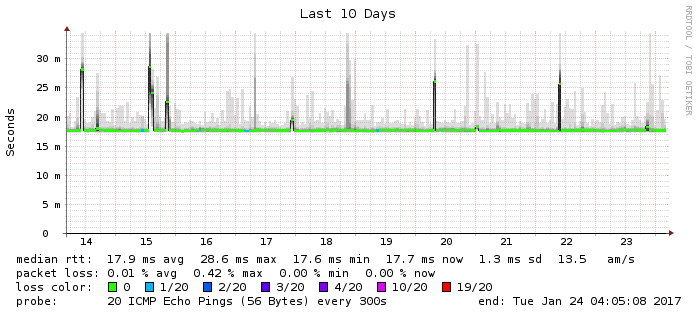 Last 10 Days
RRDTOOL / TOBI OETIKER
Seconds
30 m
25 m
20 m
15 m
10 m
5 m
0
14 15 16 17 18 19 20 21 22 23
median rtt: 17.9 ms avg 28.6 ms max 17.6 ms min 17.7 ms now 1.3 ms sd 13.5 am/s
packet loss: 0.01 % avg 0.42 % max 0.00 % min 0.00 % now
loss color: 0 1/20 2/20 3/20 4/20 10/20 19/20
probe: 20 ICMP Echo Pings (56 Bytes) every 300s end: Tue Jan 24 04:05:08 2017